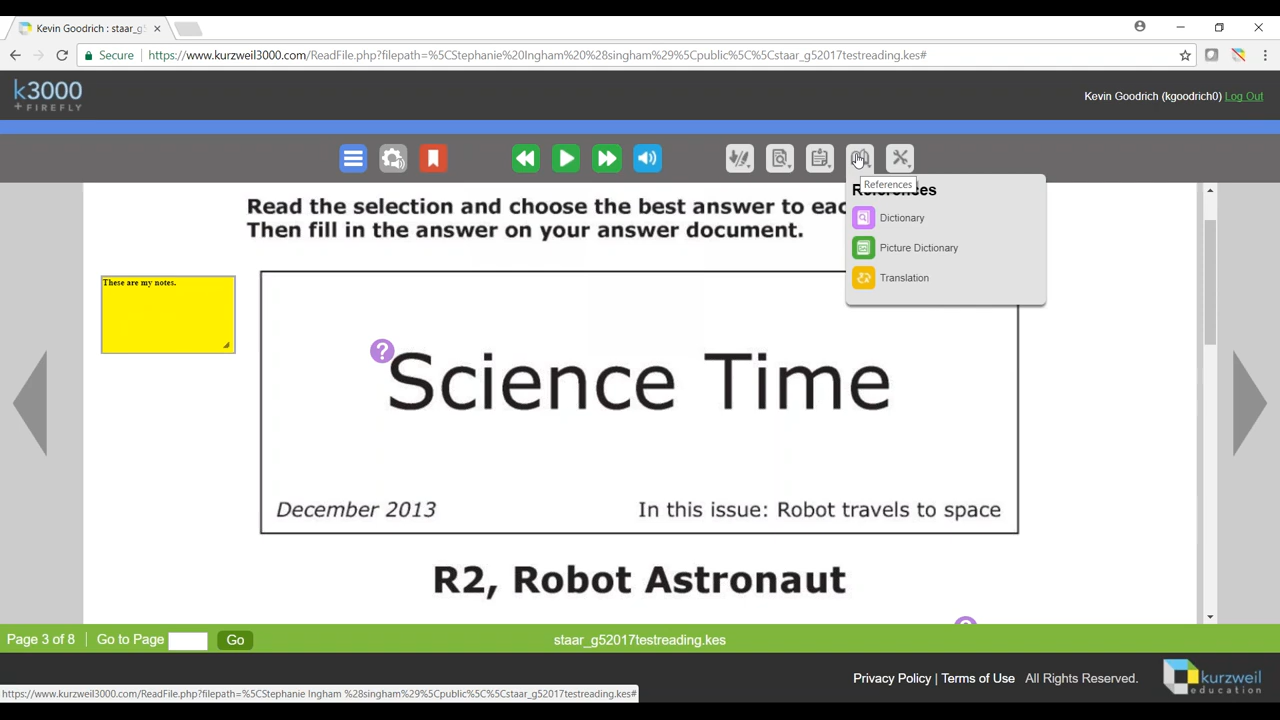 Kevin Goodrich : staar_g5
Secure https://www.kurzweil3000.com/ReadFile.php?filepath=%5CStephanie%20Ingham%20%28singham%29%5Cpublic%5C%5Cstaar_g52017testreading.kes#
k3000
+FIREFLY
Kevin Goodrich (kgoodrich0) Log Out
References
References
Dictionary
Picture Dictionary
Translation
Read the selection and choose the best answer to eac
Then fill in the answer on your answer document.
These are my notes.
?
Science Time
December 2013 In this issue: Robot travels to space
R2, Robot Astronaut
Page 3 of 8 | Go to Page Go
staar_g52017testreading.kes
Privacy Policy | Terms of Use All Rights Reserved.
kurzweil
education
https://www.kurzweil3000.com/ReadFile.php?filepath=%5CStephanie Ingham %28singham%29%5Cpublic%5C%5Cstaar_g52017testreading.kes#